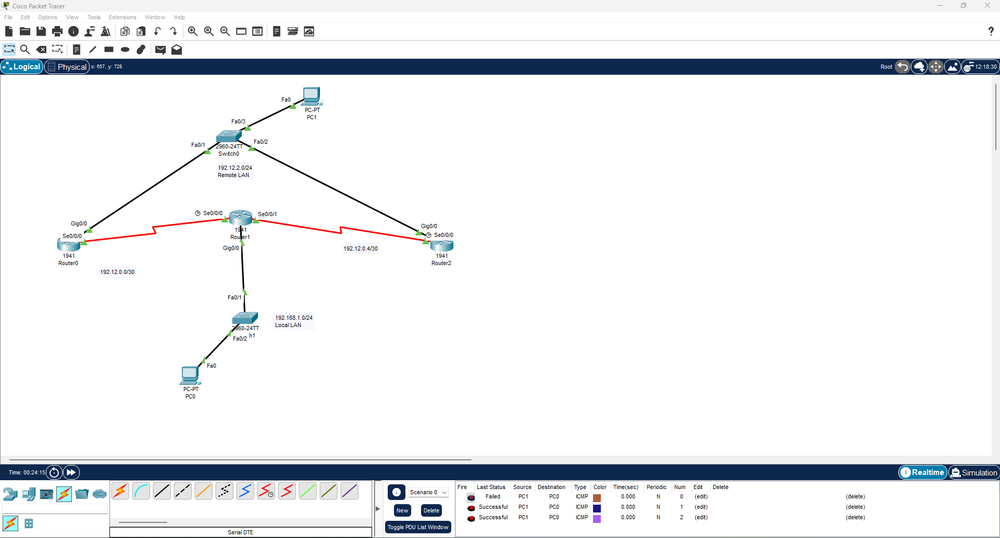 Cisco Packet Tracer
File Edit Options View Tools Extensions Window Help
?
Logical Physical x: 657, y: 728 Root 12:18:30
PC-PT
PC1
Fa0
Fa0/3
Fa0/1
Fa0/2
2960-24TT
Switch0
192.12.2.0/24
Remote LAN
Se0/0/0
Se0/0/1
1941
Router1
Gig0/0
Gig0/0
Se0/0/0
1941
Router0
192.12.0.0/30
Gig0/0
Se0/0/0
1941
Router2
192.12.0.4/30
Fa0/1
2960-24TT
h1
Fa0/2
192.168.1.0/24
Local LAN
Fa0
PC-PT
PC0
Time: 00:24:15 Realtime Simulation
Serial DTE
Scenario 0
New Delete
Toggle PDU List Window
Fire Last Status Source Destination Type Color Time(sec) Periodic Num Edit Delete
Failed PC1 PC0 ICMP 0.000 N 0 (edit) (delete)
Successful PC1 PC0 ICMP 0.000 N 1 (edit) (delete)
Successful PC1 PC0 ICMP 0.000 N 2 (edit) (delete)